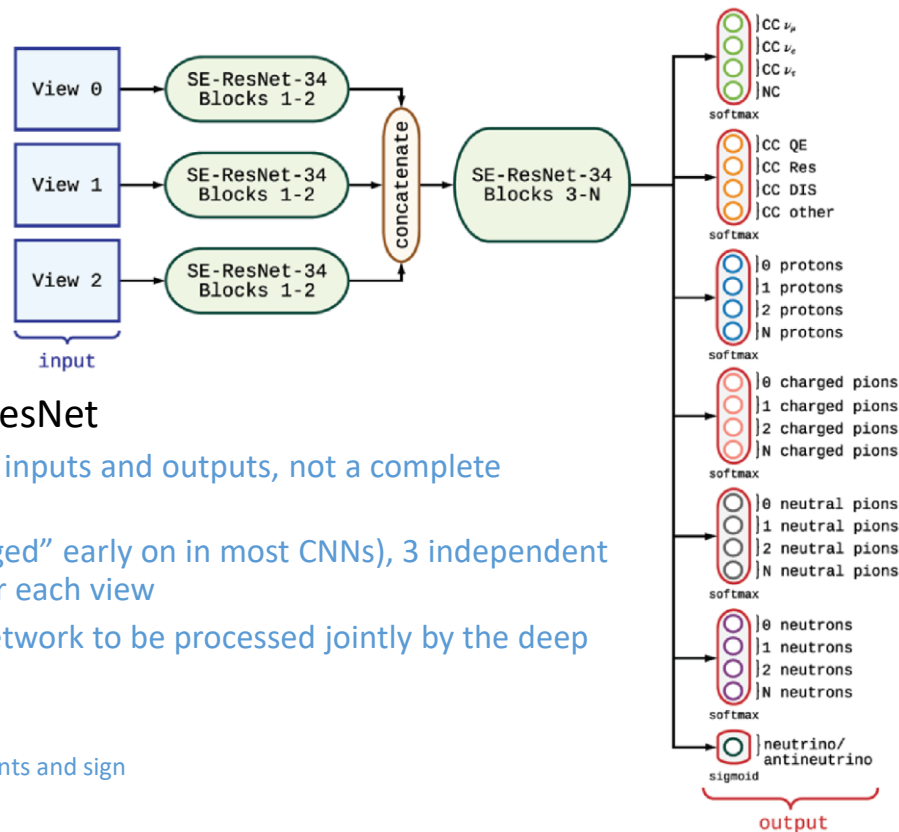 View 0
SE-ResNet-34
Blocks 1-2
View 1
SE-ResNet-34
Blocks 1-2
View 2
SE-ResNet-34
Blocks 1-2
input
concatenate
SE-ResNet-34
Blocks 3-N
CC νμ
CC νe
CC ντ
NC
softmax
CC QE
CC Res
CC DIS
CC other
softmax
0 protons
1 protons
2 protons
N protons
softmax
0 charged pions
1 charged pions
2 charged pions
N charged pions
softmax
0 neutral pions
1 neutral pions
2 neutral pions
N neutral pions
softmax
0 neutrons
1 neutrons
2 neutrons
N neutrons
softmax
neutrino/
antineutrino
sigmoid
output
esNet
inputs and outputs, not a complete
ged” early on in most CNNs), 3 independent
r each view
etwork to be processed jointly by the deep
nts and sign